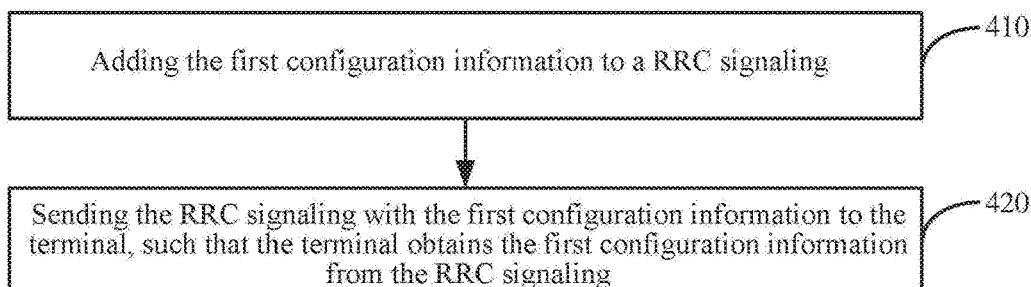 Adding the first configuration information to a RRC signaling
410
Sending the RRC signaling with the first configuration information to the
terminal, such that the terminal obtains the first configuration information
from the RRC signaling
420